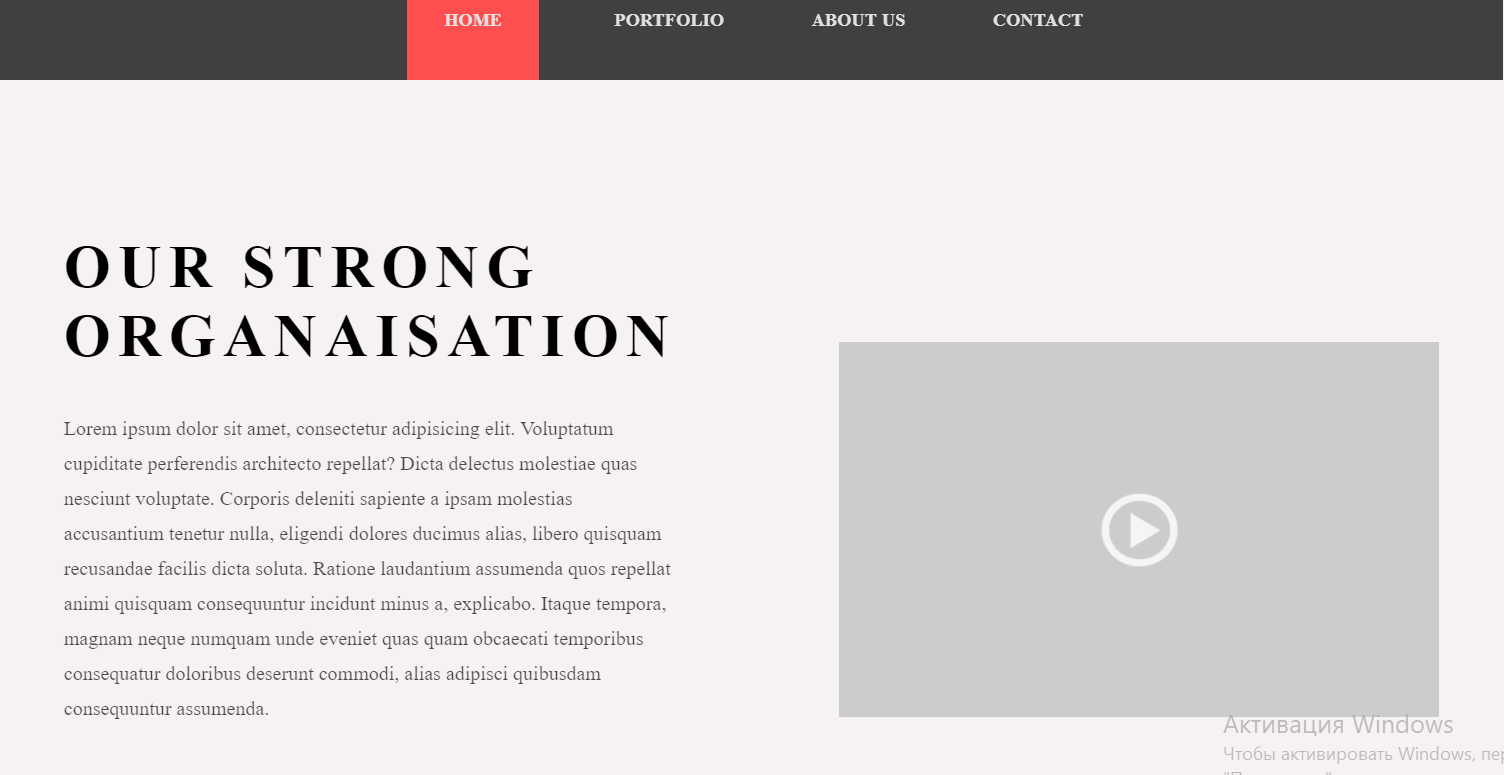 HOME PORTFOLIO ABOUT US CONTACT
OUR STRONG
ORGANAISATION
Lorem ipsum dolor sit amet, consectetur adipisicing elit. Voluptatum
cupiditate perferendis architecto repellat? Dicta delectus molestiae quas
nesciunt voluptate. Corporis deleniti sapiente a ipsam molestias
accusantium tenetur nulla, eligendi dolores ducimus alias, libero quisquam
recusandae facilis dicta soluta. Ratione laudantium assumenda quos repellat
animi quisquam consequuntur incidunt minus a, explicabo. Itaque tempora,
magnam neque numquam unde eveniet quas quam obcaecati temporibus
consequatur doloribus deserunt commodi, alias adipisci quibusdam
consequuntur assumenda.
Активация Windows
Чтобы активировать Windows, пер